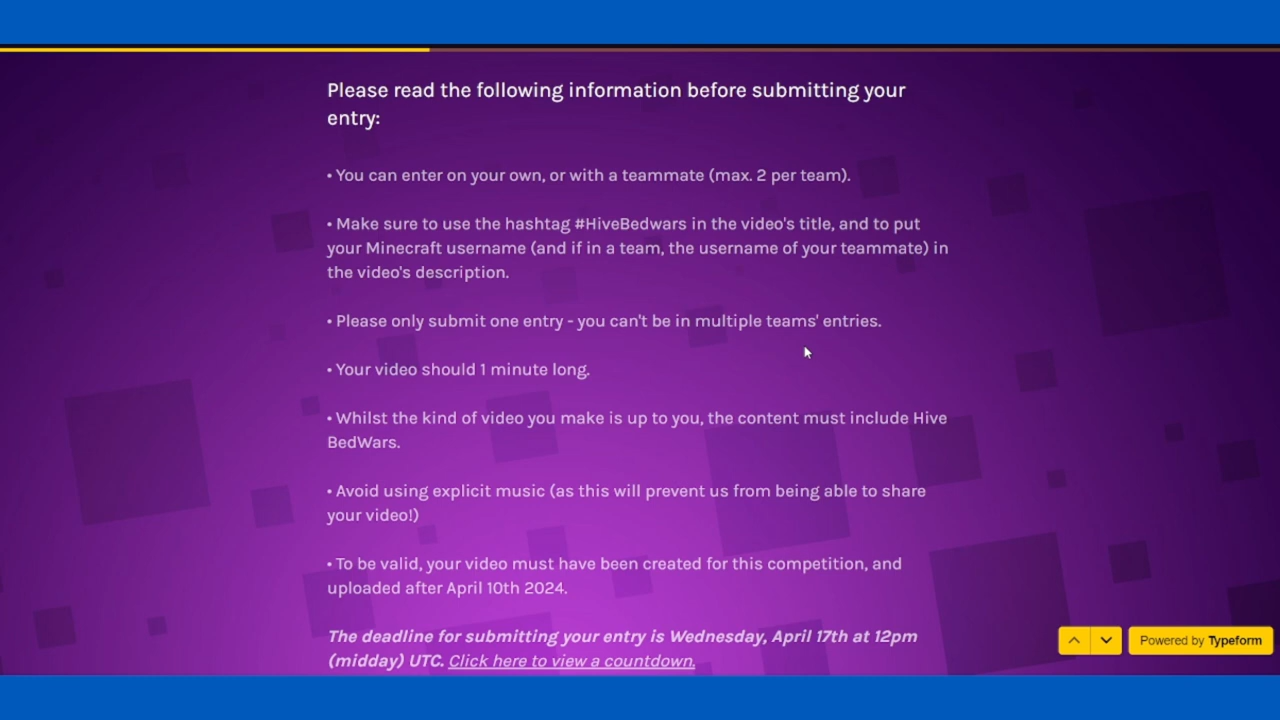 Please read the following information before submitting your
entry:
• You can enter on your own, or with a teammate (max. 2 per team).
• Make sure to use the hashtag #HiveBedwars in the video's title, and to put
your Minecraft username (and if in a team, the username of your teammate) in
the video's description.
• Please only submit one entry - you can't be in multiple teams' entries.
• Your video should 1 minute long.
• Whilst the kind of video you make is up to you, the content must include Hive
BedWars.
• Avoid using explicit music (as this will prevent us from being able to share
your video!)
• To be valid, your video must have been created for this competition, and
uploaded after April 10th 2024.
The deadline for submitting your entry is Wednesday, April 17th at 12pm
(midday) UTC. Click here to view a countdown.
Powered by Typeform